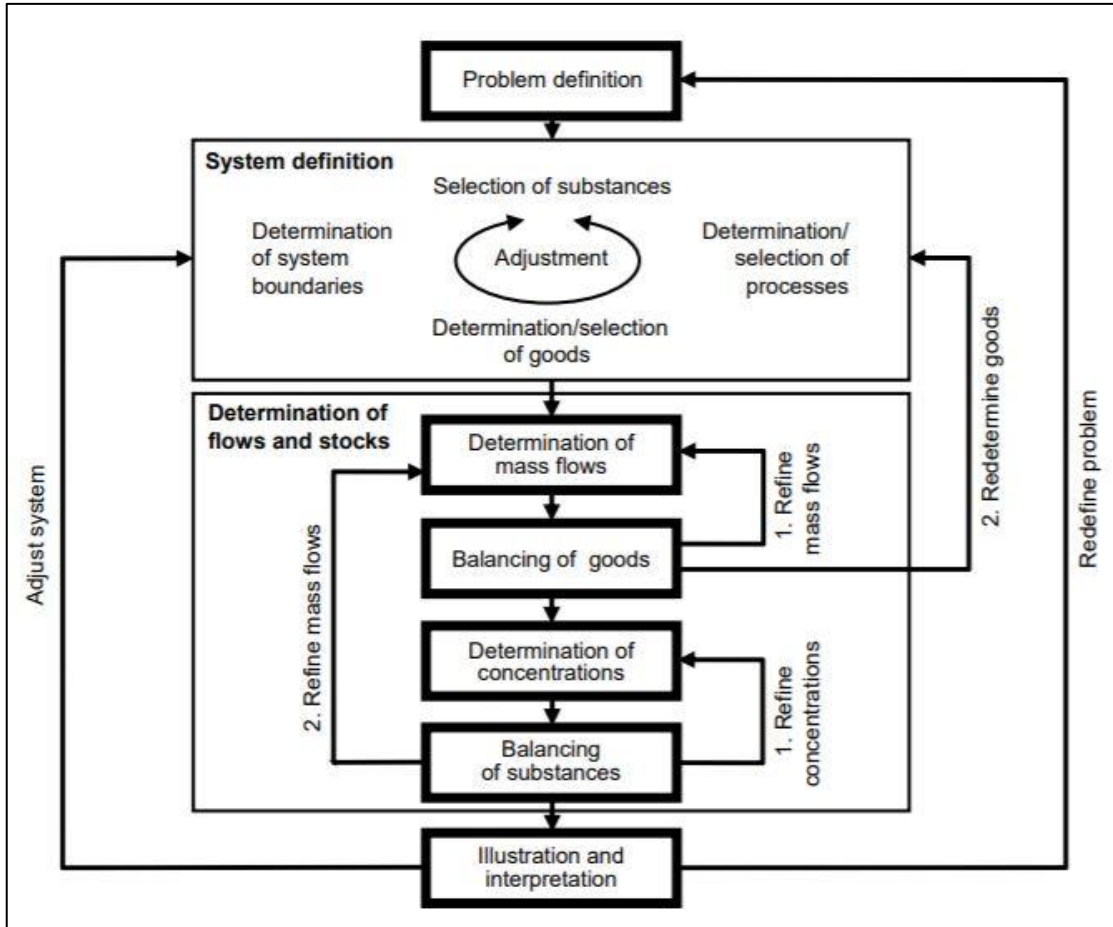 Problem definition
System definition
Selection of substances
Determination
of system
boundaries
Adjustment
Determination/
selection of
processes
Determination/selection
of goods
Determination of
flows and stocks
Determination of
mass flows
1. Refine
mass flows
Balancing of goods
Determination of
concentrations
1. Refine
concentrations
Balancing
of substances
2. Refine mass flows
Illustration and
interpretation
Adjust system
2. Redetermine goods
Redefine problem